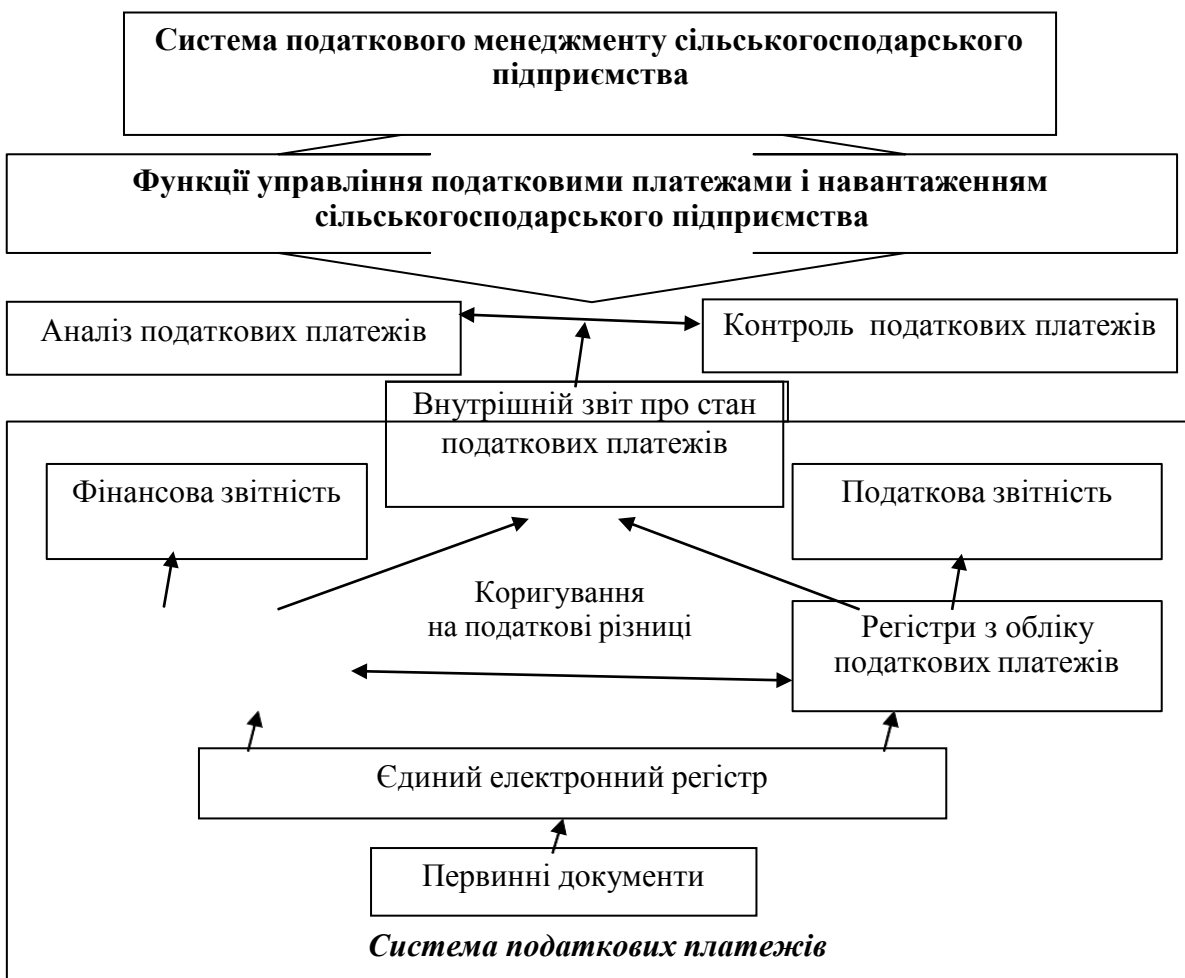 Система податкового менеджменту сільськогосподарського
підприємства
Функції управління податковими платежами і навантаженням
сільськогосподарського підприємства
Аналіз податкових платежів
Контроль податкових платежів
Внутрішній звіт про стан
податкових платежів
Фінансова звітність
Податкова звітність
Коригування
на податкові різниці
Регістри з обліку
податкових платежів
Єдиний електронний регістр
Первинні документи
Система податкових платежів